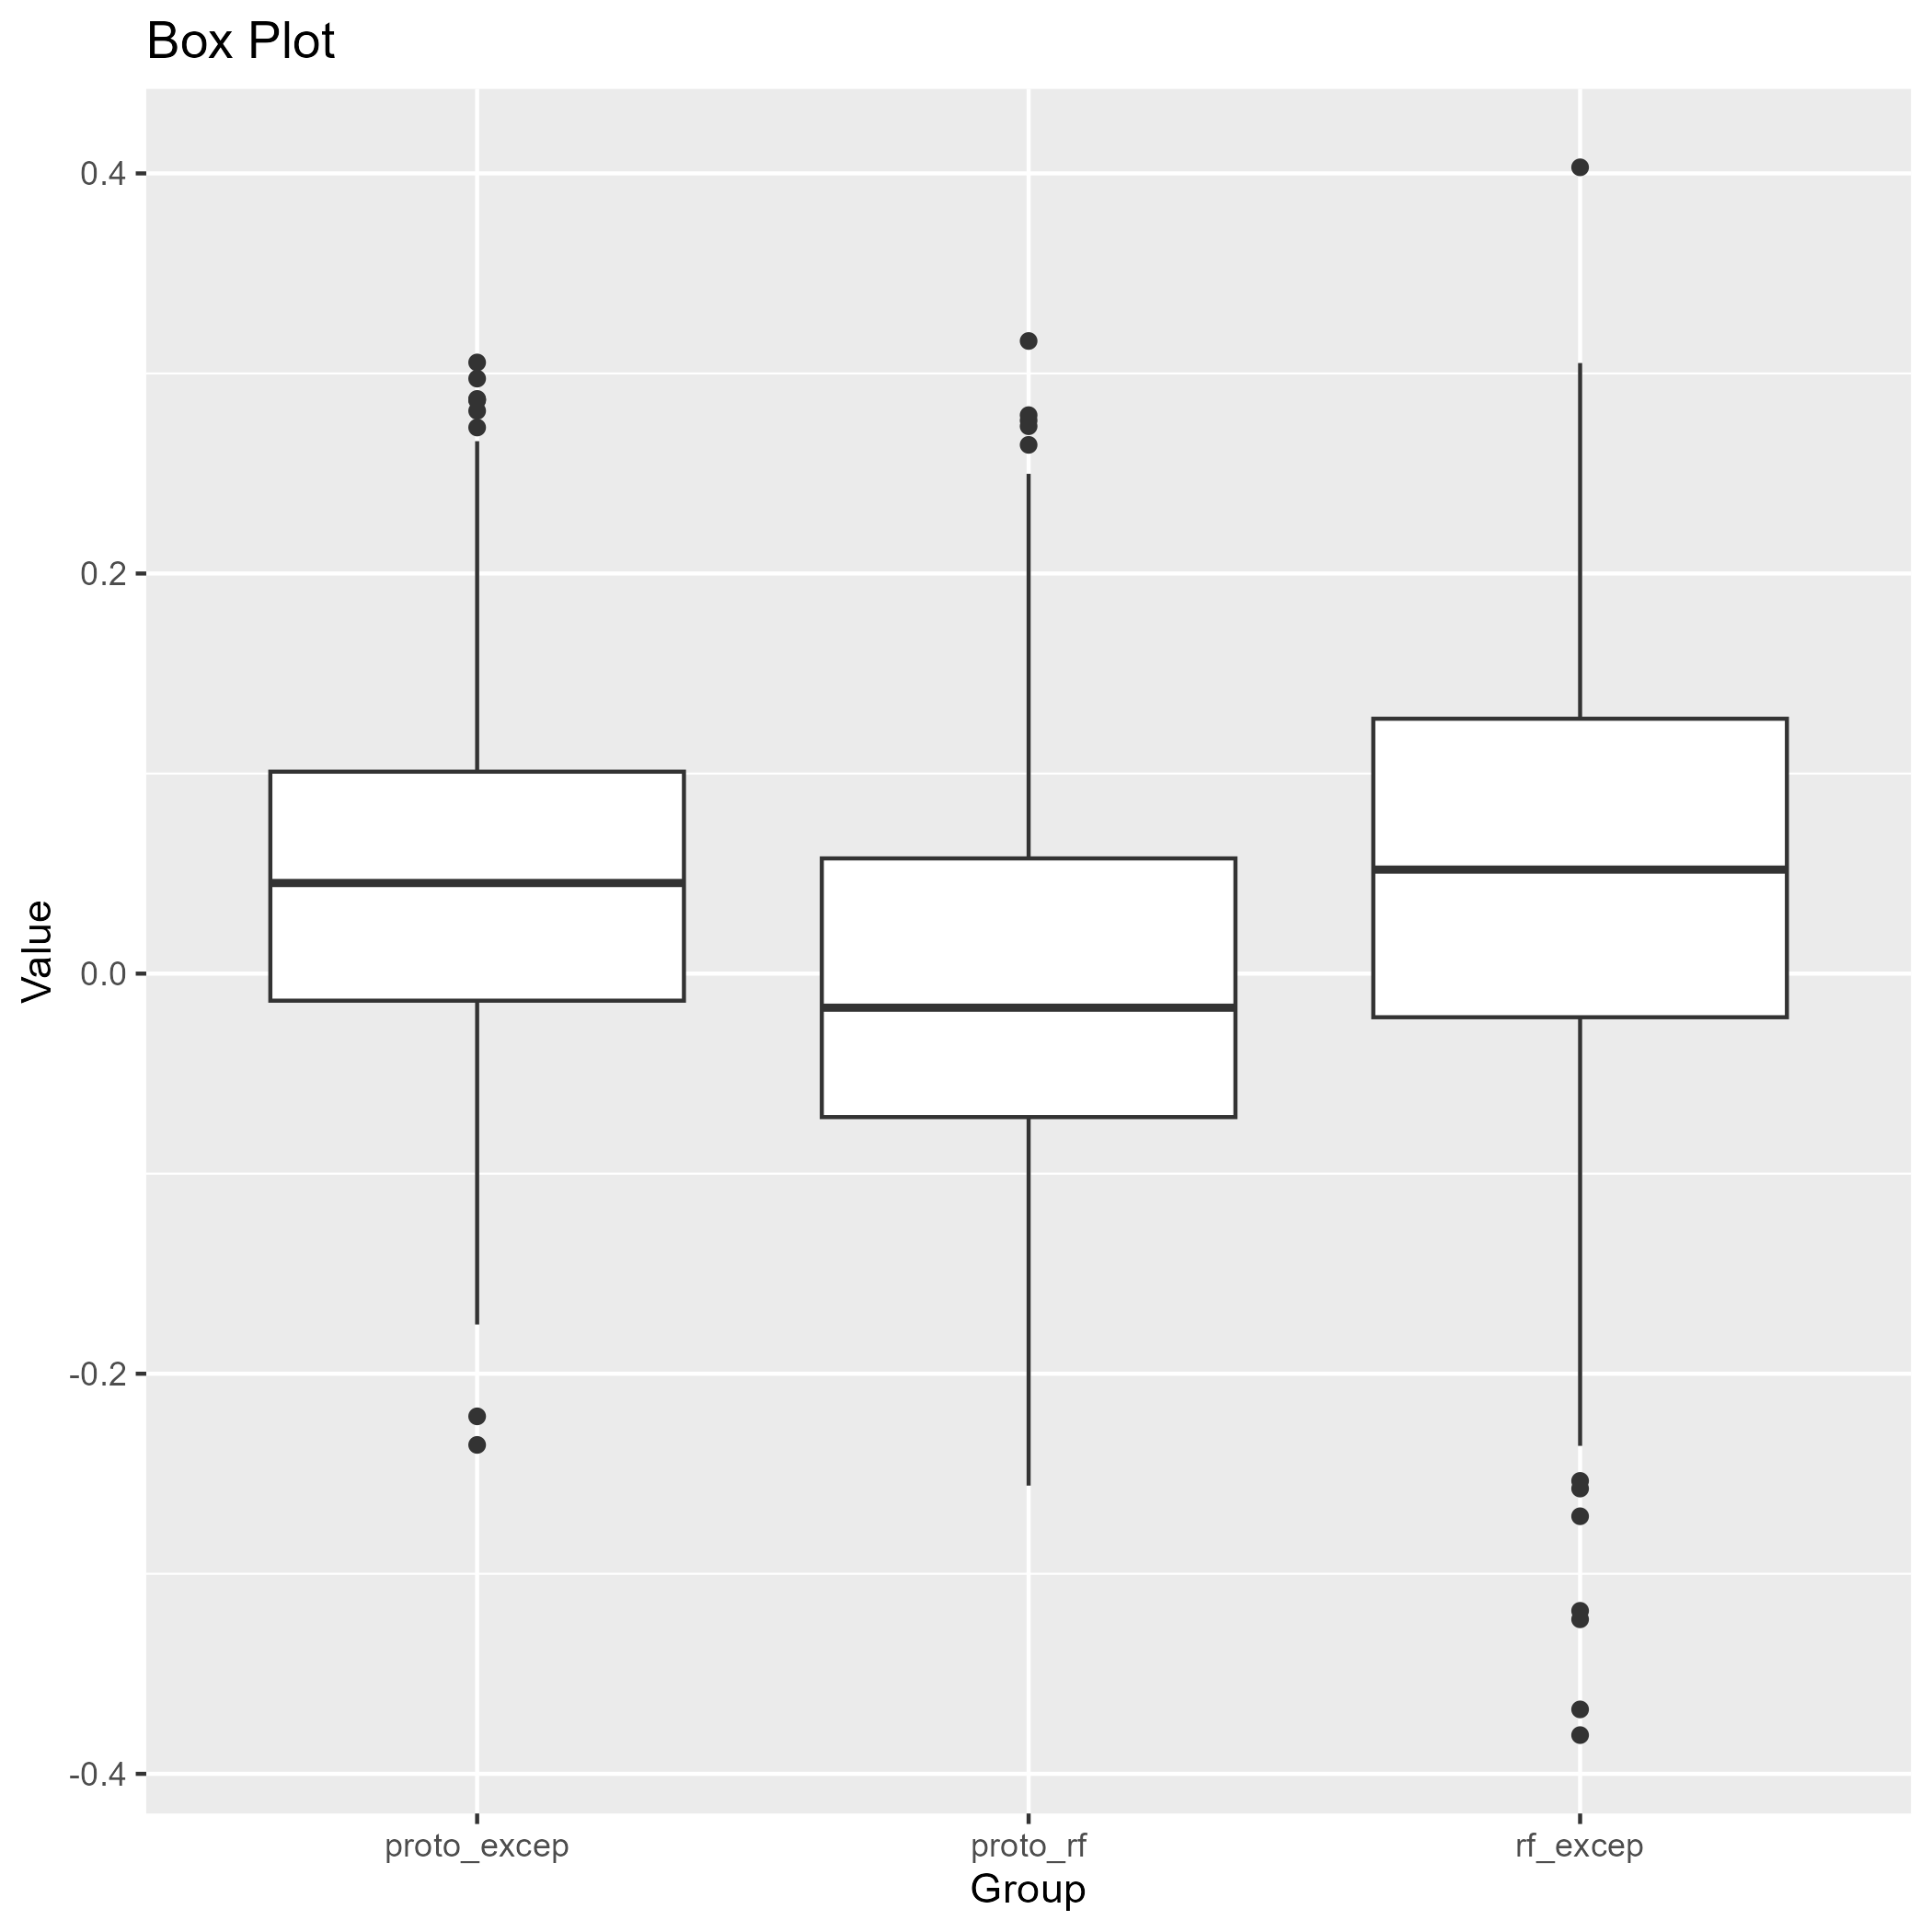 Box Plot
Value
0.4
0.2
0.0
-0.2
-0.4
proto_excep
proto_rf
rf_excep
Group